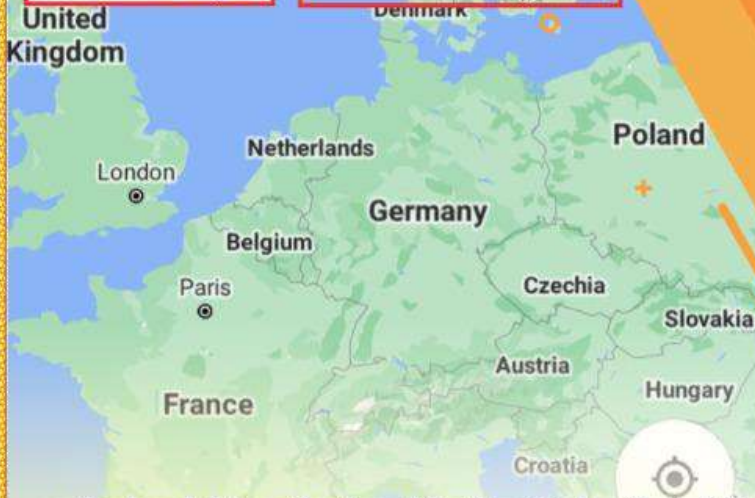 Denmark
United
Kingdom
Poland
Netherlands
London
Germany
Belgium
Czechia
Paris
Slovakia
Austria
Hungary
France
Croatia